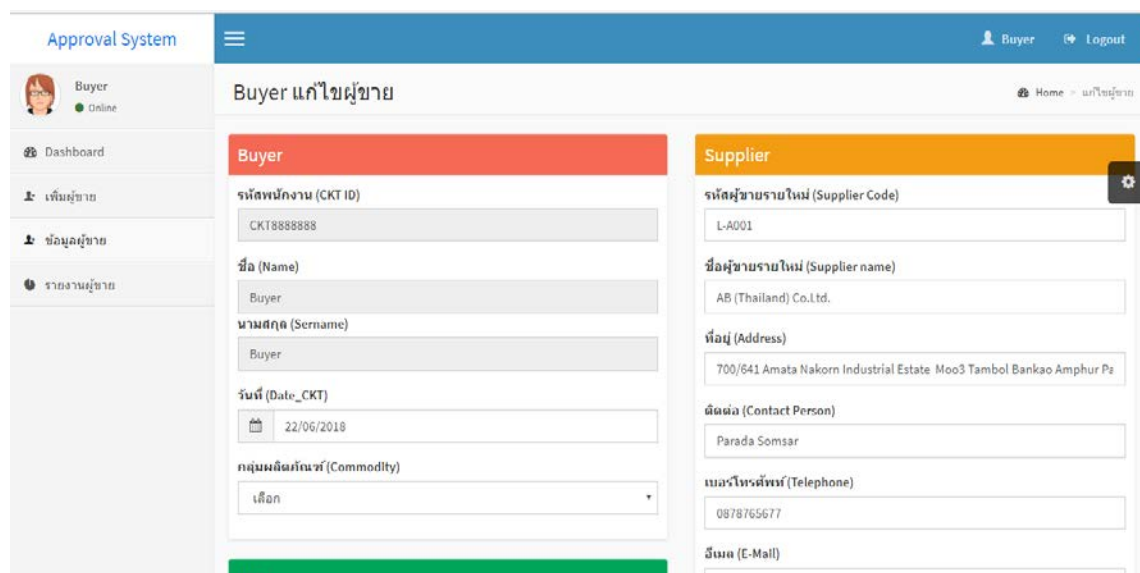 Approval System
Buyer
Logout
Buyer
Online
Buyer แก้ไขผู้ขาย
Home > แก้ไขผู้ขาย
Dashboard
เพิ่มผู้ขาย
ข้อมูลผู้ขาย
รายงานผู้ขาย
Buyer
รหัสพนักงาน (CKT ID)
CKT8888888
ชื่อ (Name)
Buyer
นามสกุล (Sername)
Buyer
วันที่ (Date_CKT)
22/06/2018
กลุ่มผลิตภัณฑ์ (Commodity)
เลือก
Supplier
รหัสผู้ขายรายใหม่ (Supplier Code)
L-A001
ชื่อผู้ขายรายใหม่ (Supplier name)
AB (Thailand) Co.Ltd.
ที่อยู่ (Address)
700/641 Amata Nakorn Industrial Estate Moo3 Tambol Bankao Amphur Pa
ติดต่อ (Contact Person)
Parada Somsar
เบอร์โทรศัพท์ (Telephone)
0878765677
อีเมล (E-Mail)